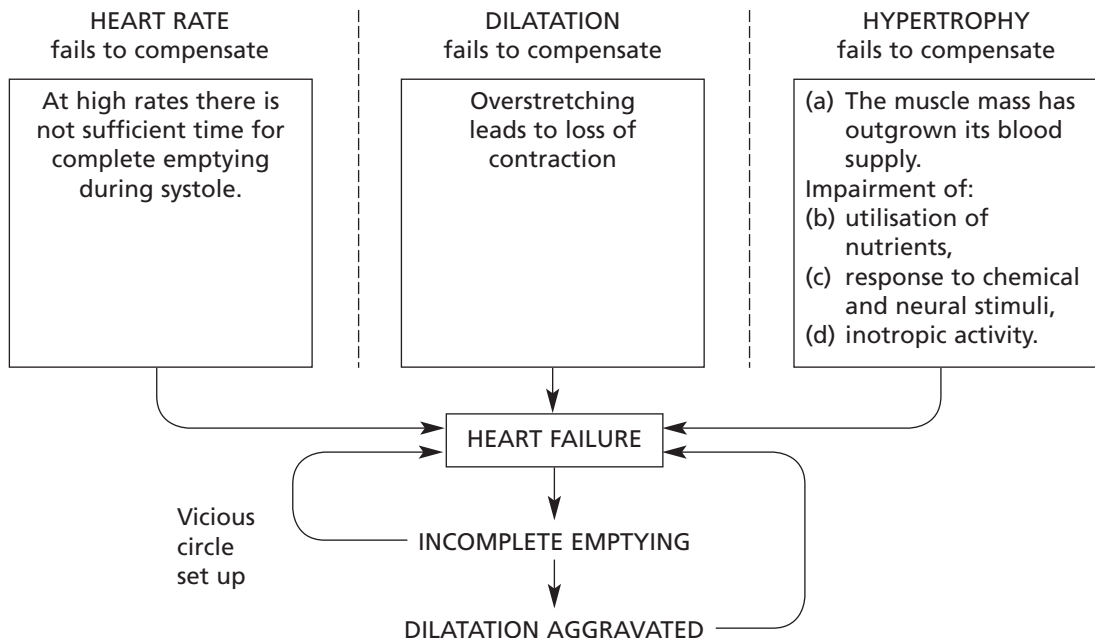 HEART RATE
fails to compensate
At high rates there is
not sufficient time for
complete emptying
during systole.
DILATATION
fails to compensate
Overstretching
leads to loss of
contraction
HYPERTROPHY
fails to compensate
(a) The muscle mass has
outgrown its blood
supply.
Impairment of:
(b) utilisation of
nutrients,
(c) response to chemical
and neural stimuli,
(d) inotropic activity.
HEART FAILURE
Vicious
circle
set up
INCOMPLETE EMPTYING
DILATATION AGGRAVATED